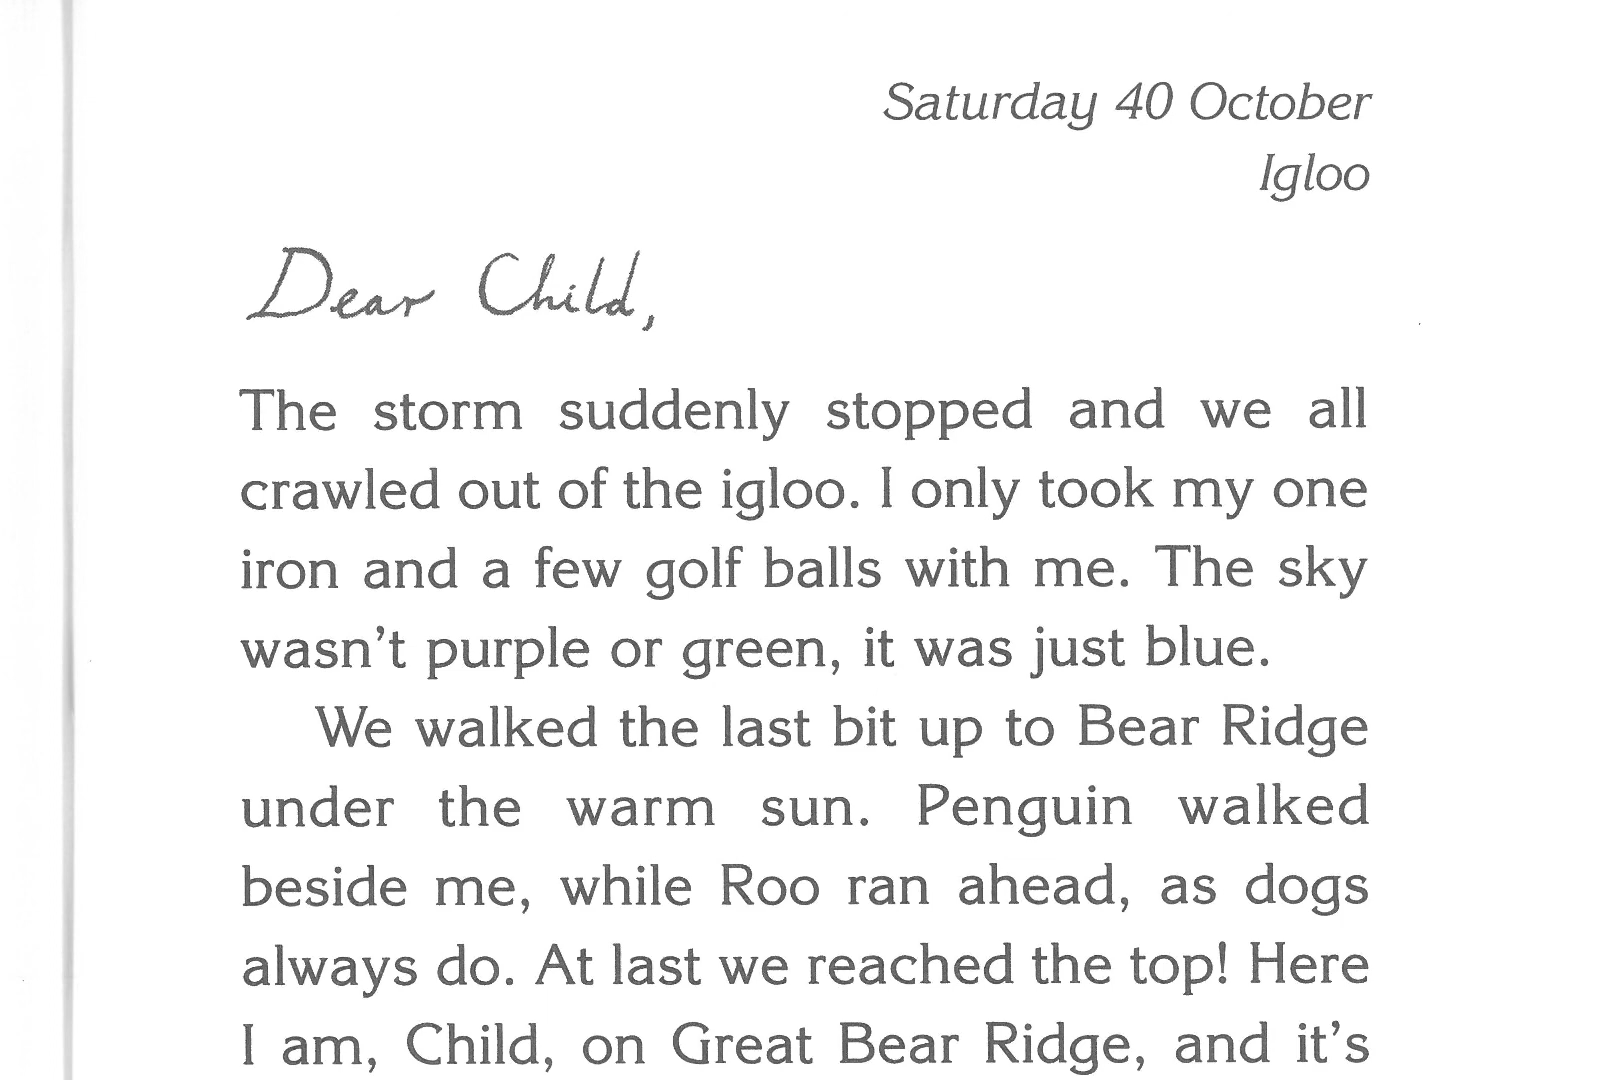 Saturday 40 October
Igloo
Dear Child,
The storm suddenly stopped and we all
crawled out of the igloo. I only took my one
iron and a few golf balls with me. The sky
wasn't purple or green, it was just blue.
We walked the last bit up to Bear Ridge
under the warm sun. Penguin walked
beside me, while Roo ran ahead, as dogs
always do. At last we reached the top! Here
I am, Child, on Great Bear Ridge, and it's